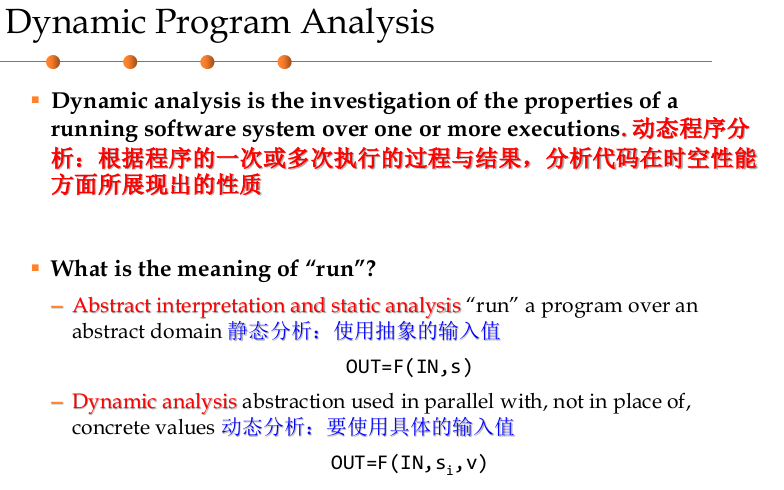 Dynamic Program Analysis
Dynamic analysis is the investigation of the properties of a
running software system over one or more executions. 动态程序分
析：根据程序的一次或多次执行的过程与结果，分析代码在时空性能
方面所展现出的性质
What is the meaning of “run”?
– Abstract interpretation and static analysis “run” a program over an
abstract domain 静态分析：使用抽象的输入值
OUT=F(IN,s)
– Dynamic analysis abstraction used in parallel with, not in place of,
concrete values 动态分析：要使用具体的输入值
OUT=F(IN,sᵢ,v)